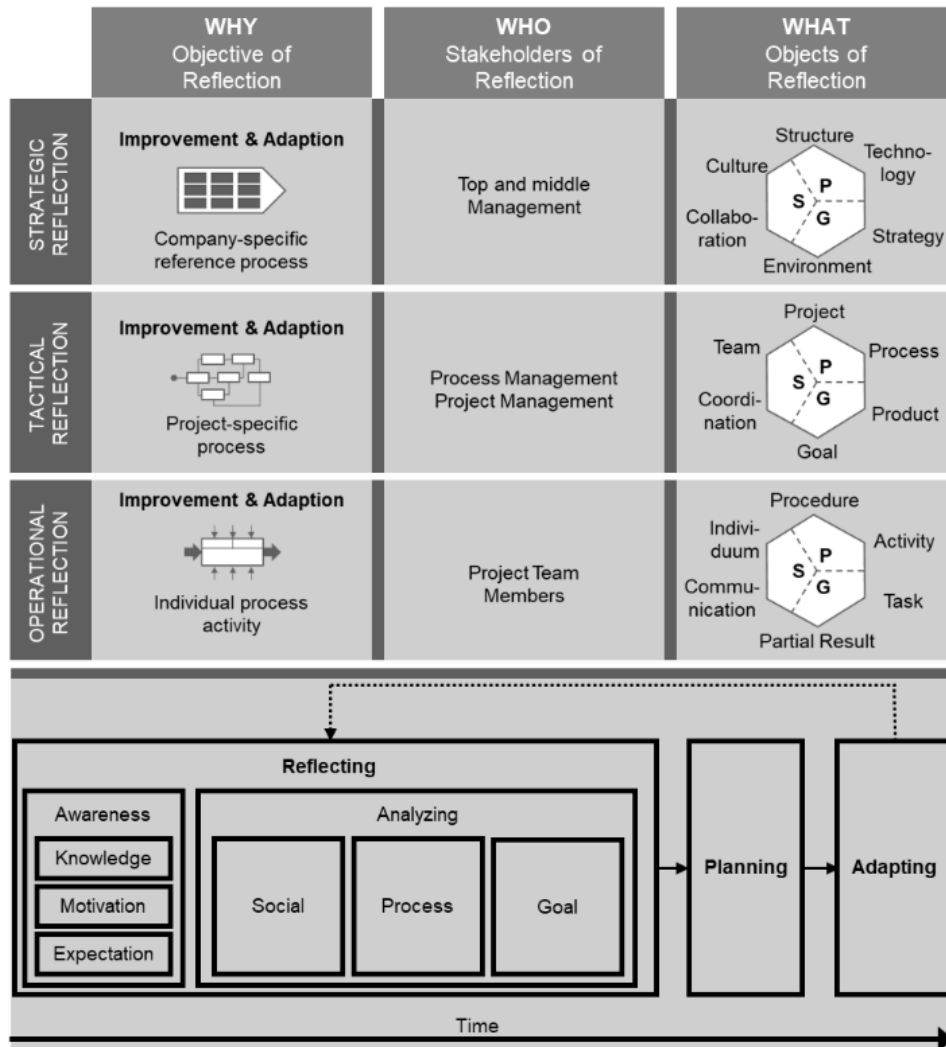 WHY
Objective of
Reflection
WHO
Stakeholders of
Reflection
WHAT
Objects of
Reflection
STRATEGIC
REFLECTION
Improvement & Adaption
Company-specific
reference process
Top and middle
Management
Structure
Culture
Techno-
logy
S
P
G
Collabo-
ration
Strategy
Environment
TACTICAL
REFLECTION
Improvement & Adaption
Project-specific
process
Process Management
Project Management
Project
Team
Process
S
P
G
Coordi-
nation
Product
Goal
OPERATIONAL
REFLECTION
Improvement & Adaption
Individual process
activity
Project Team
Members
Procedure
Indivi-
duum
Activity
S
P
G
Commu-
nication
Task
Partial Result
Reflecting
Awareness
Knowledge
Motivation
Expectation
Analyzing
Social
Process
Goal
Planning
Adapting
Time